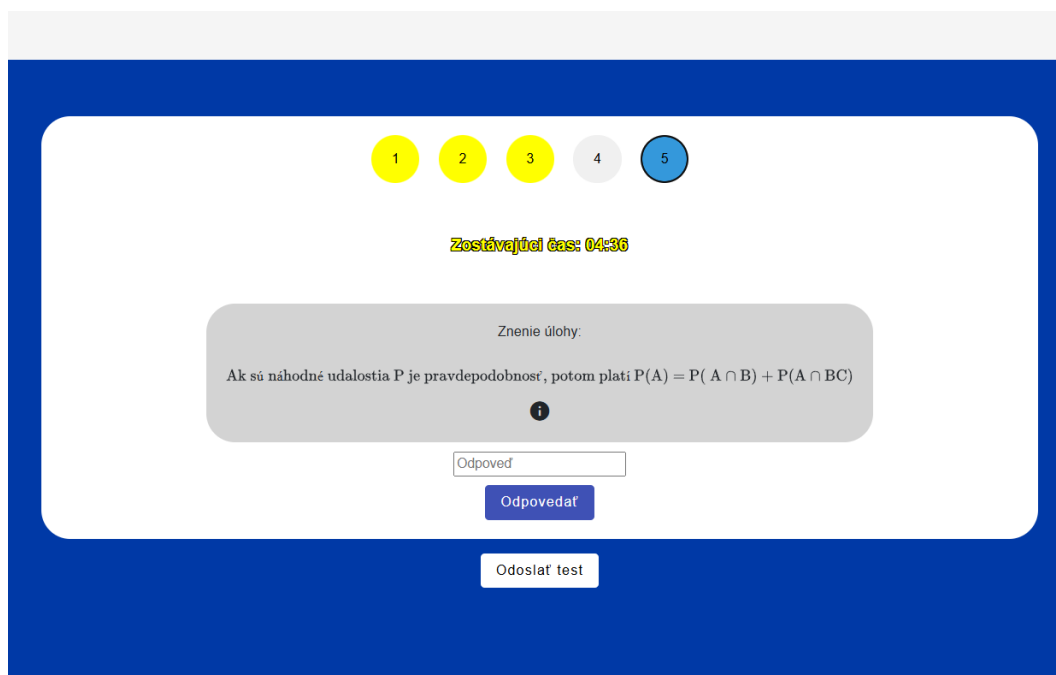 1 2 3 4 5
Zostávajúci čas: 04:36
Znenie úlohy:
Ak sú náhodné udalostia P je pravdepodobnosť, potom platí P(A) = P( A ∩ B) + P(A ∩ BC)
i
Odpoveď
Odpovedať
Odoslať test